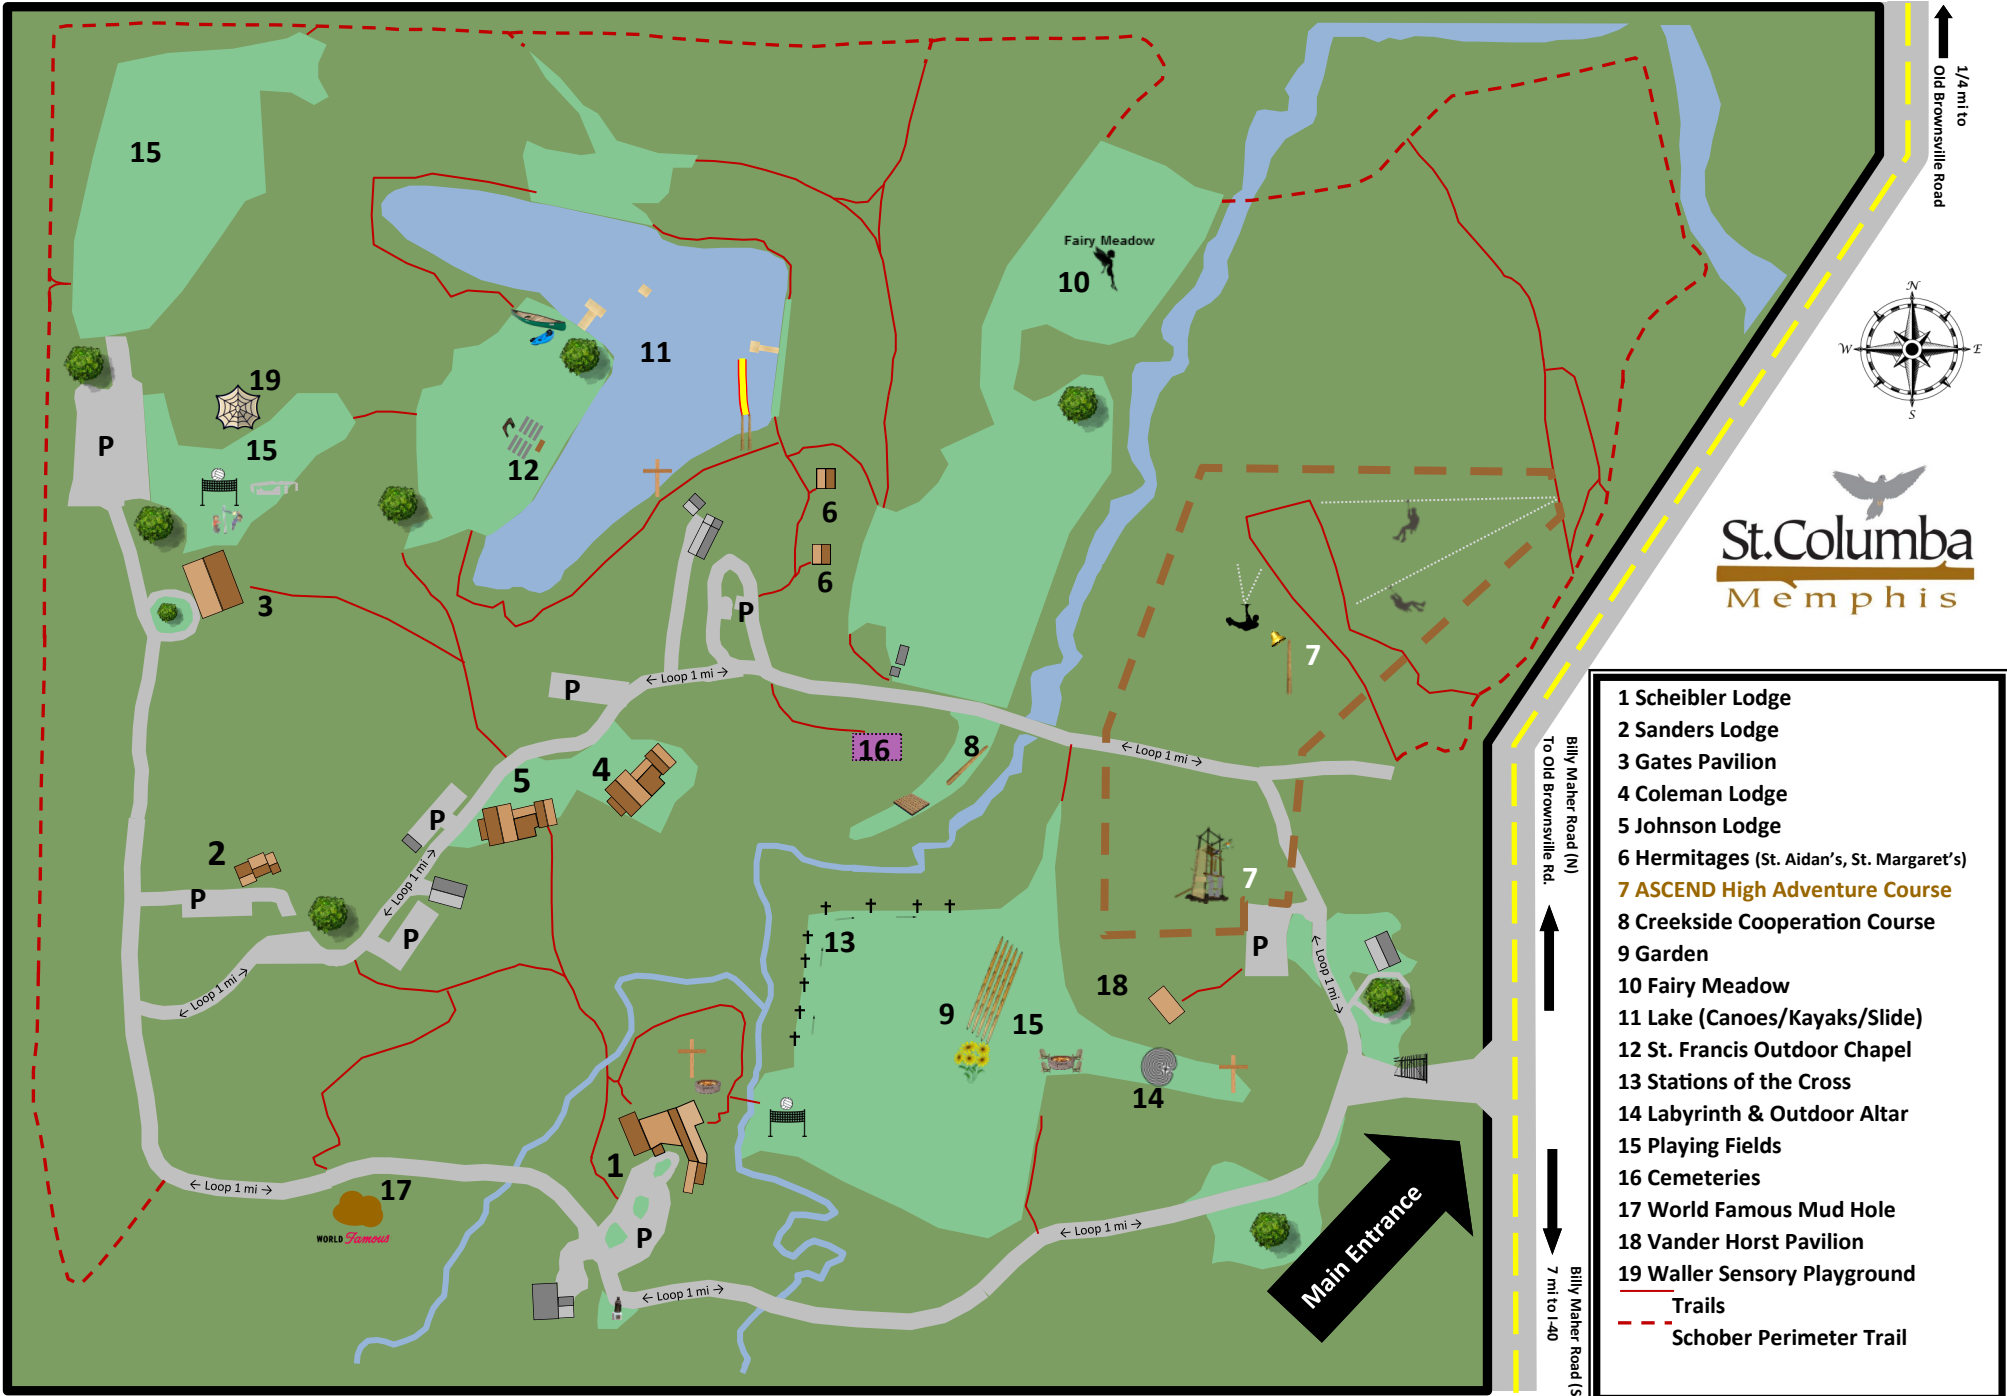 1/4 mi to
Old Brownsville Road
15
Fairy Meadow
10
N
W
E
S
11
19
15
P
12
6
6
3
P
7
St.Columba
Memphis
← Loop 1 mi →
P
16
8
← Loop 1 mi →
4
5
P
← Loop 1 mi →
2
P
P
← Loop 1 mi →
13
7
P
← Loop 1 mi →
18
9
15
14
1
17
WORLD Famous
← Loop 1 mi →
P
← Loop 1 mi →
← Loop 1 mi →
Main Entrance
Billy Maher Road (N)
To Old Brownsville Rd.
Billy Maher Road (S
7 mi to I-40
1 Scheibler Lodge
2 Sanders Lodge
3 Gates Pavilion
4 Coleman Lodge
5 Johnson Lodge
6 Hermitages (St. Aidan's, St. Margaret's)
7 ASCEND High Adventure Course
8 Creekside Cooperation Course
9 Garden
10 Fairy Meadow
11 Lake (Canoes/Kayaks/Slide)
12 St. Francis Outdoor Chapel
13 Stations of the Cross
14 Labyrinth & Outdoor Altar
15 Playing Fields
16 Cemeteries
17 World Famous Mud Hole
18 Vander Horst Pavilion
19 Waller Sensory Playground
Trails
Schober Perimeter Trail